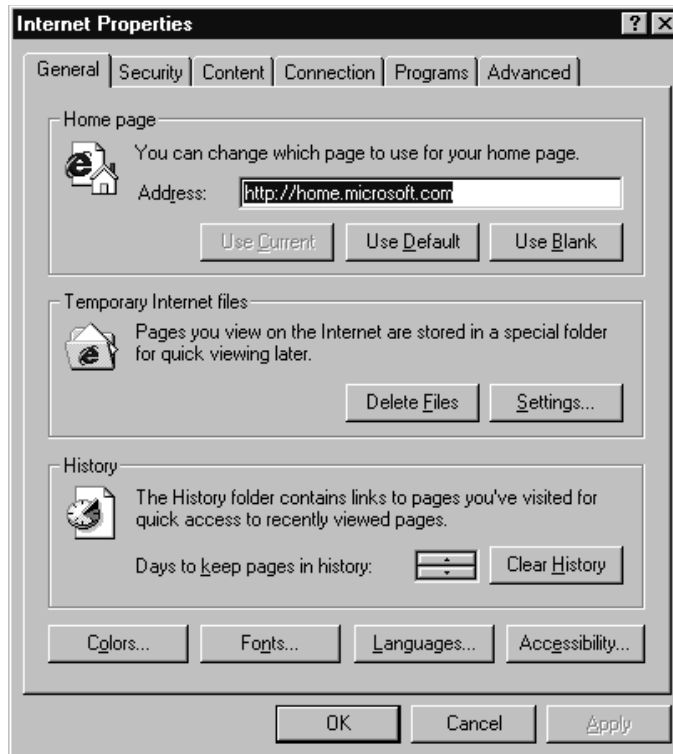 Internet Properties
General Security Content Connection Programs Advanced
Home page
You can change which page to use for your home page.
Address: http://home.microsoft.com
Use Current Use Default Use Blank
Temporary Internet files
Pages you view on the Internet are stored in a special folder
for quick viewing later.
Delete Files Settings...
History
The History folder contains links to pages you've visited for
quick access to recently viewed pages.
Days to keep pages in history: Clear History
Colors... Fonts... Languages... Accessibility...
OK Cancel Apply